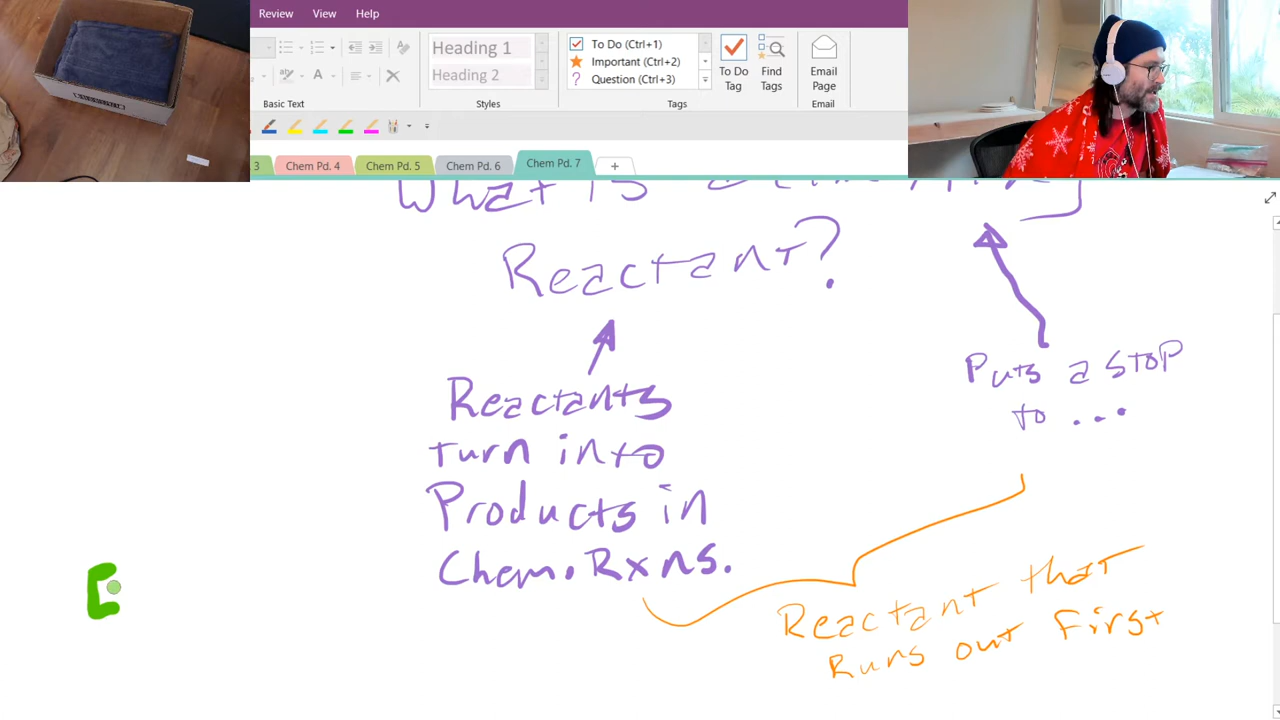 Review View Help
Heading 1
Heading 2
To Do (Ctrl+1)
Important (Ctrl+2)
Question (Ctrl+3)
To Do Tag
Find Tags
Email Page
Basic Text Styles Tags Email
3 Chem Pd. 4 Chem Pd. 5 Chem Pd. 6 Chem Pd. 7 +
What is a
Reactant?
Reactants
turn into
Products in
Chem. Rxns.
Puts a stop
to ...
Reactant that
Runs out First
E